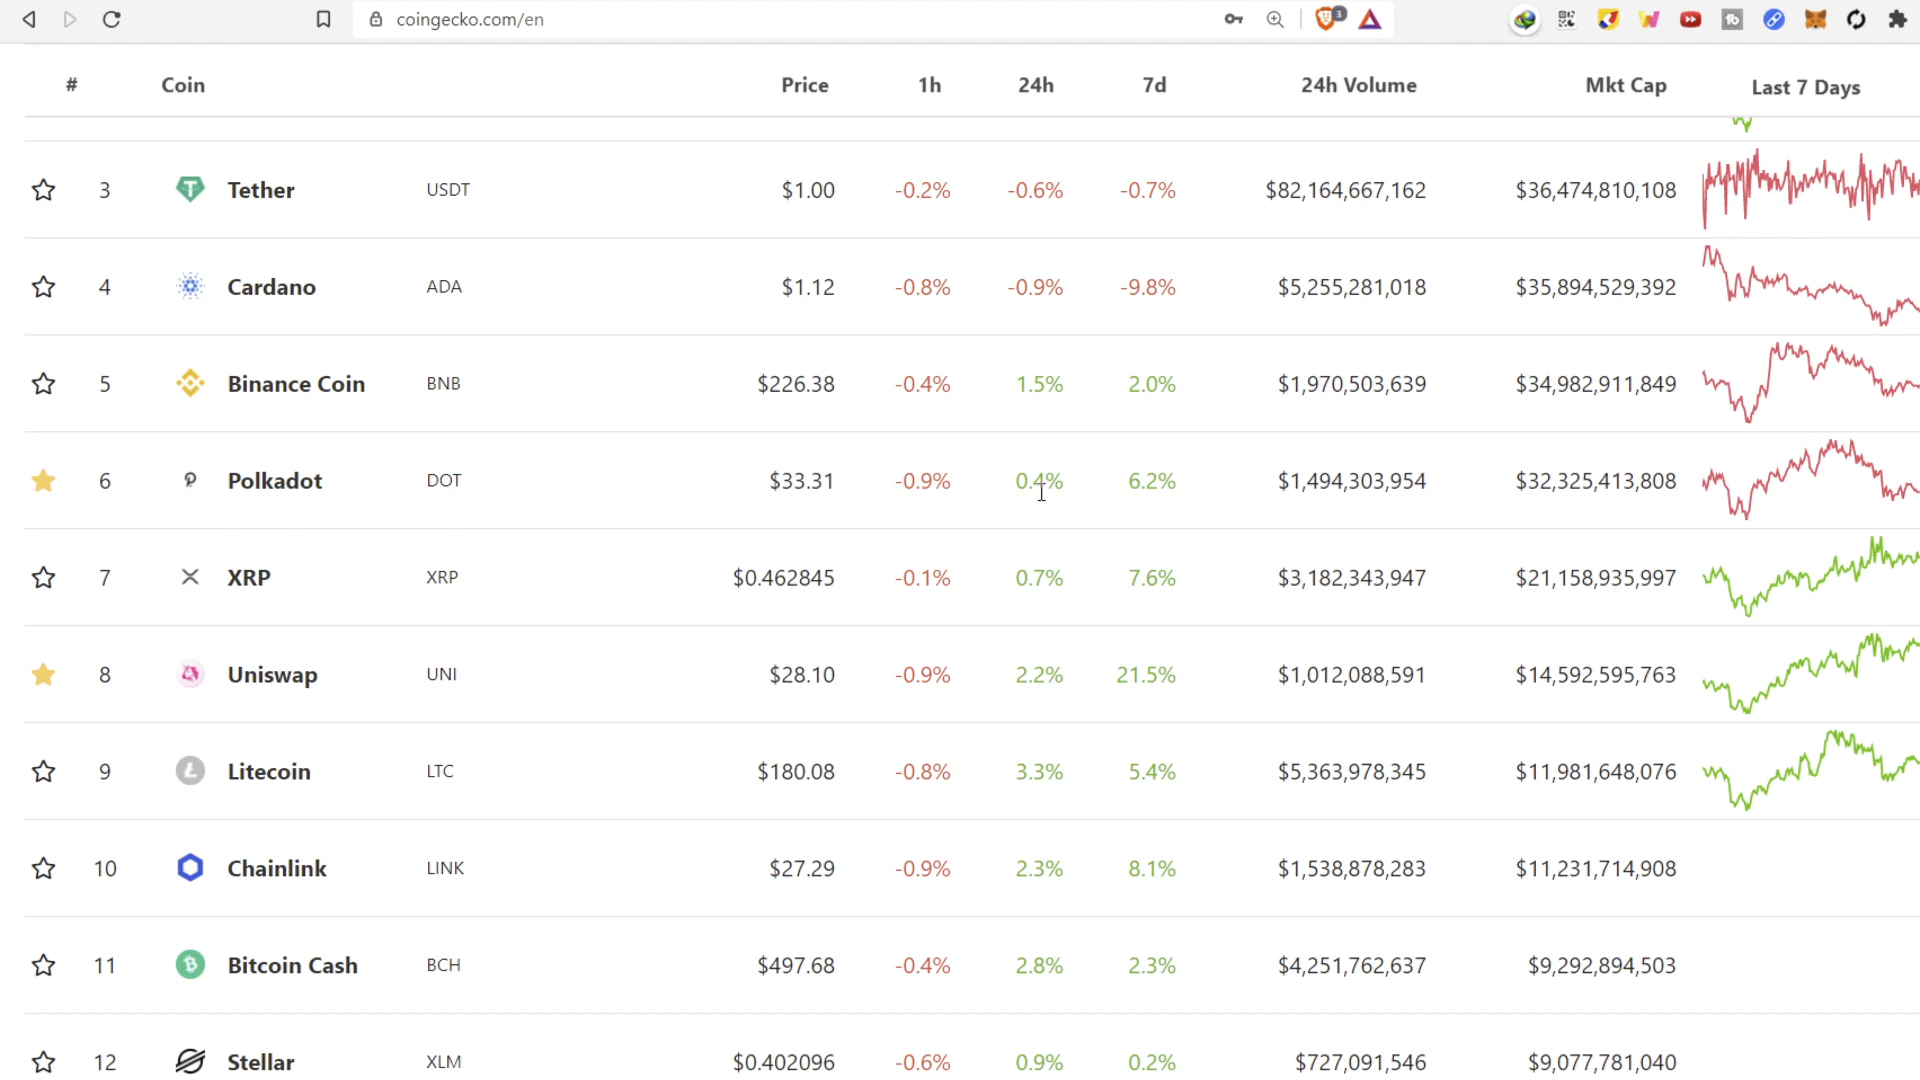 coingecko.com/en 3
# Coin Price 1h 24h 7d 24h Volume Mkt Cap Last 7 Days
3 Tether USDT $1.00 -0.2% -0.6% -0.7% $82,164,667,162 $36,474,810,108
4 Cardano ADA $1.12 -0.8% -0.9% -9.8% $5,255,281,018 $35,894,529,392
5 Binance Coin BNB $226.38 -0.4% 1.5% 2.0% $1,970,503,639 $34,982,911,849
6 Polkadot DOT $33.31 -0.9% 0.4% 6.2% $1,494,303,954 $32,325,413,808
7 XRP XRP $0.462845 -0.1% 0.7% 7.6% $3,182,343,947 $21,158,935,997
8 Uniswap UNI $28.10 -0.9% 2.2% 21.5% $1,012,088,591 $14,592,595,763
9 Litecoin LTC $180.08 -0.8% 3.3% 5.4% $5,363,978,345 $11,981,648,076
10 Chainlink LINK $27.29 -0.9% 2.3% 8.1% $1,538,878,283 $11,231,714,908
11 Bitcoin Cash BCH $497.68 -0.4% 2.8% 2.3% $4,251,762,637 $9,292,894,503
12 Stellar XLM $0.402096 -0.6% 0.9% 0.2% $727,091,546 $9,077,781,040